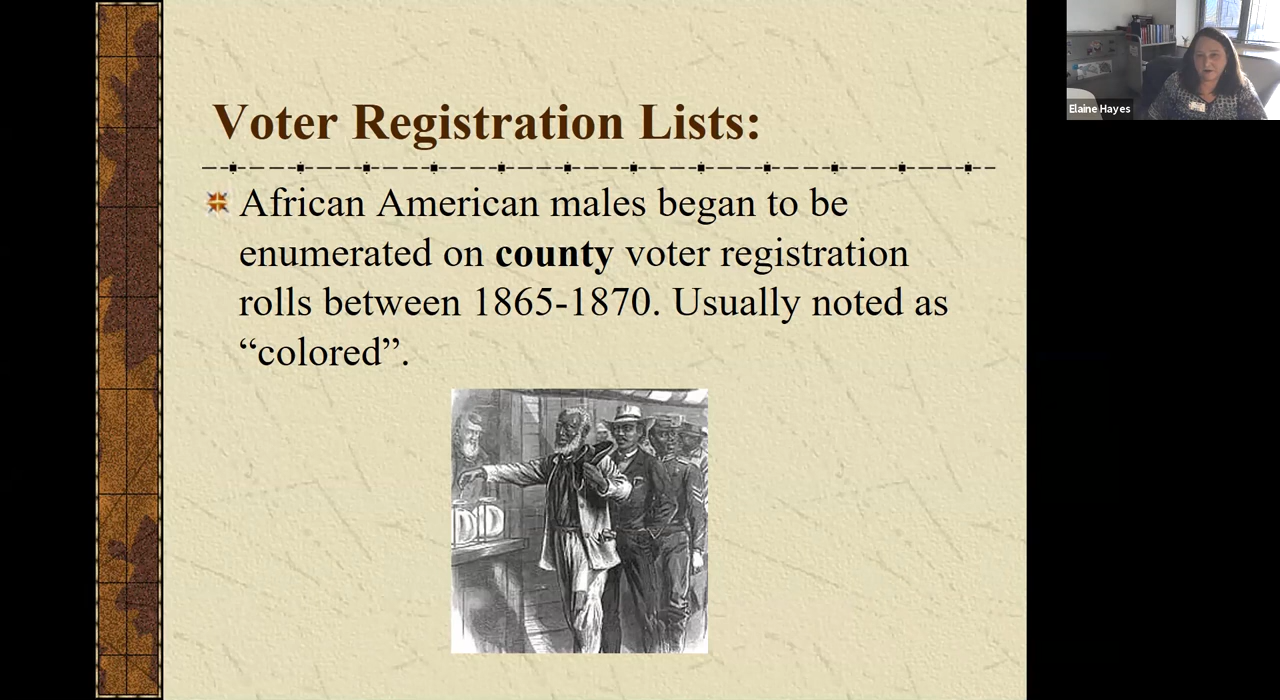 Voter Registration Lists:
African American males began to be
enumerated on county voter registration
rolls between 1865-1870. Usually noted as
“colored”.
Elaine Hayes